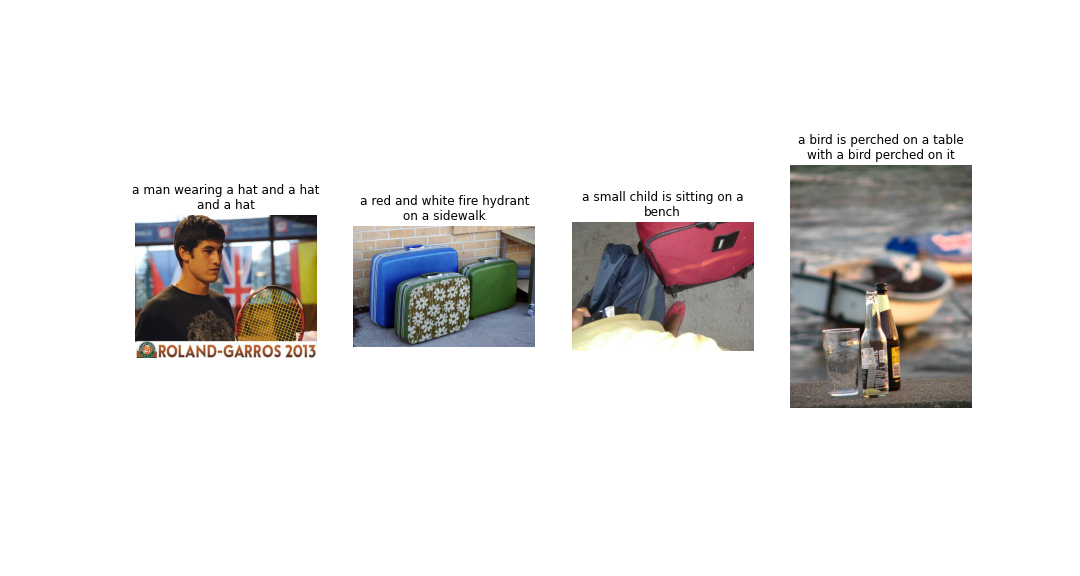 a man wearing a hat and a hat
and a hat
ROLAND-GARROS 2013
a red and white fire hydrant
on a sidewalk
a small child is sitting on a
bench
a bird is perched on a table
with a bird perched on it